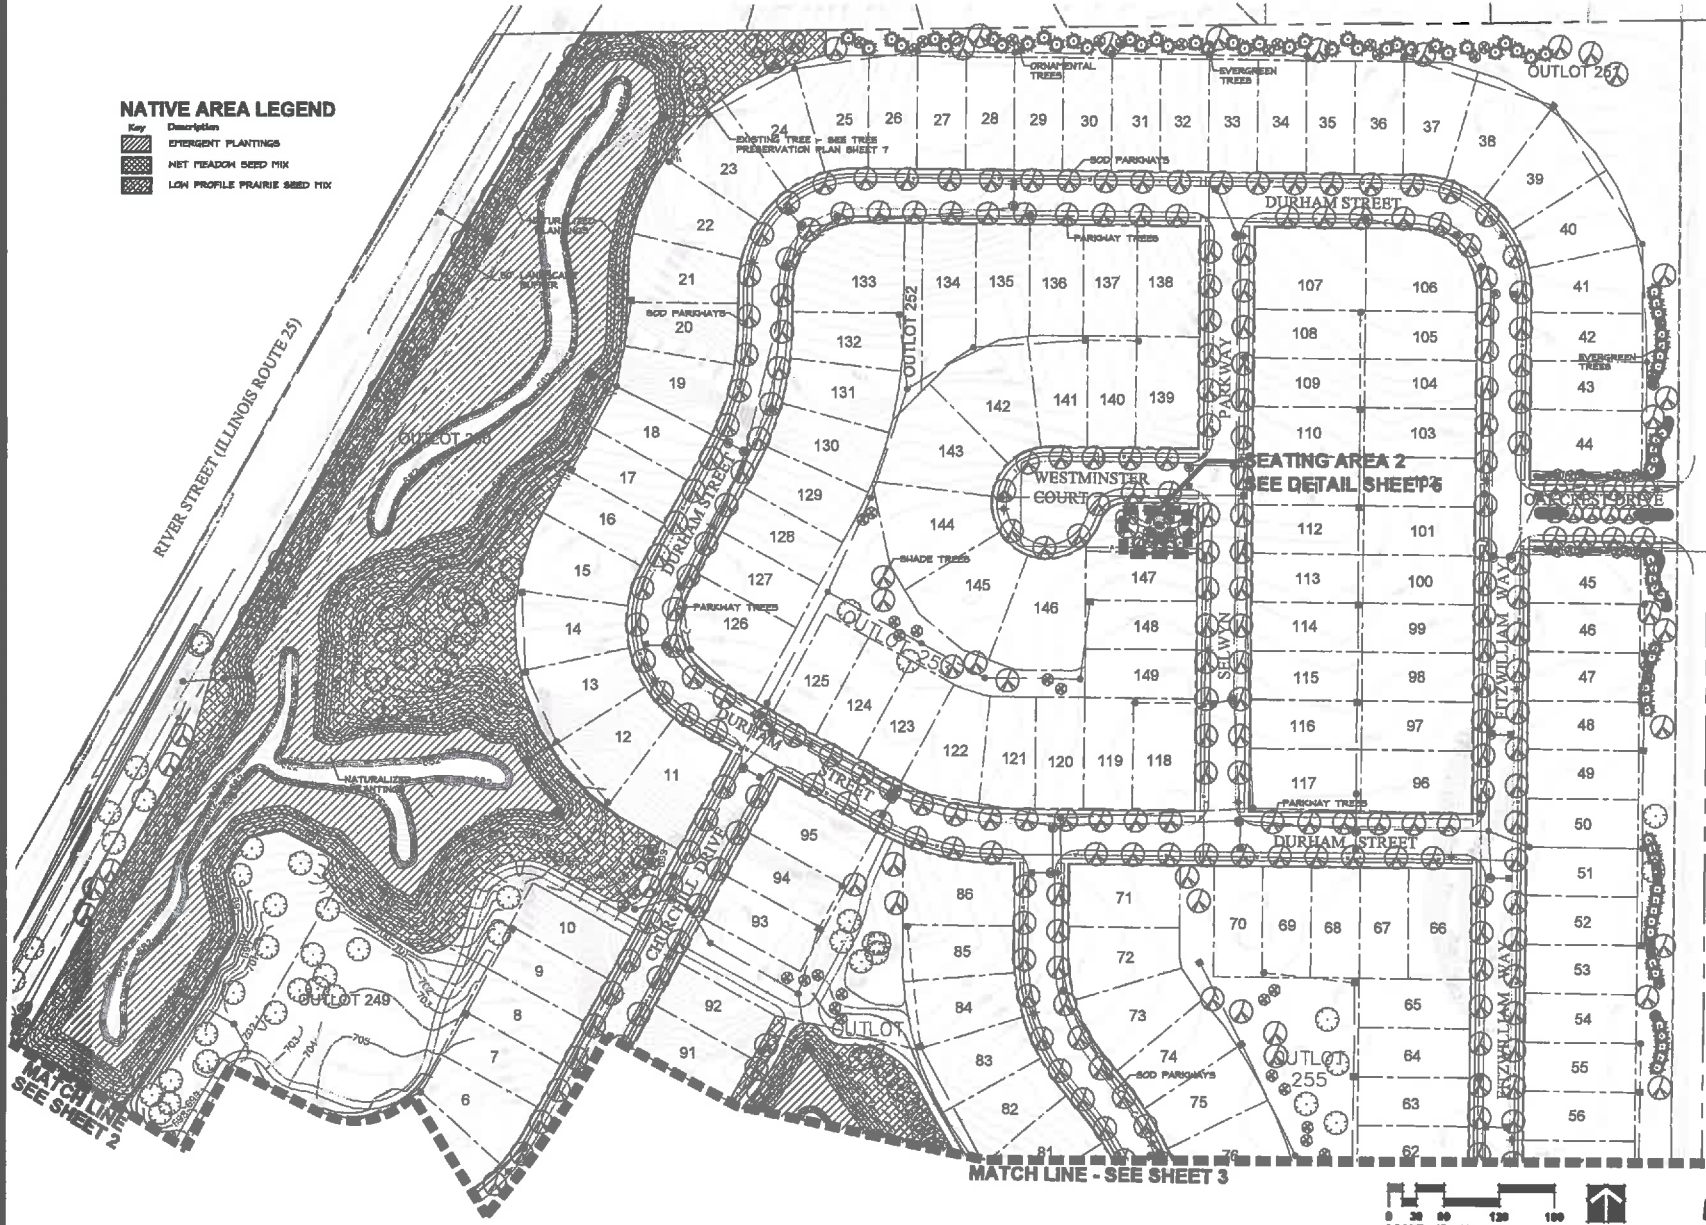 NATIVE AREA LEGEND
Key Description
EMERGENT PLANTINGS
WET MEADOW SEED MIX
LOW PROFILE PRAIRIE SEED MIX
RIVER STREET (ILLINOIS ROUTE 25)
ORNAMENTAL
TREES
EVERGREEN
TREES
OUTLOT 257
EXISTING TREE - SEE TREE
PRESERVATION PLAN SHEET 7
25 26 27 28 29 30 31 32 33 34 35 36 37
24
38
23
39
22
40
21
41
20
42
19
43
18
44
17
16
15
14
13
12
11
SOD PARKWAYS
DURHAM STREET
PARKWAY TREES
NATURALIZED
PLANTINGS
50' LANDSCAPE
BUFFER
SOD PARKWAYS
OUTLOT 252
133 134 135 136 137 138
132
131
130
129
128
127
126
125
124
123
122
121
120
119
118
142 141 140 139
143
144
145
146
147
148
149
107 106
108 105
109 104
110 103
112 101
113 100
114 99
115 98
116 97
117 96
EVERGREEN
TREES
PARKWAY
SELWYN
WESTMINSTER
COURT
SEATING AREA 2
SEE DETAIL SHEET 6
OAKCREST DRIVE
SHADE TREES
DURHAM STREET
PARKWAY TREES
DURHAM
STREET
FITZWILLIAM WAY
FITZWILLIAM WAY
45
46
47
48
49
50
51
52
53
54
55
56
PARKWAY TREES
DURHAM STREET
NATURALIZED
PLANTINGS
CHURCHILL DRIVE
95
94
93
92
91
10
9
8
7
6
OUTLOT 249
702
703
704
705
OUTLOT
86
85
84
83
82
81
71
72
73
74
75
76
SOD PARKWAYS
70 69 68 67 66
65
64
63
62
OUTLOT
255
MATCH LINE
SEE SHEET 2
MATCH LINE - SEE SHEET 3
0 30 60 120 180